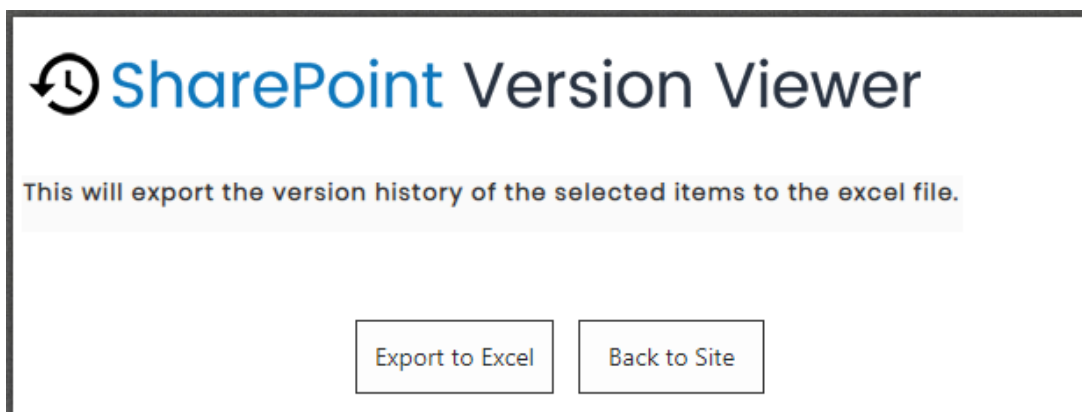 SharePoint Version Viewer
This will export the version history of the selected items to the excel file.
Export to Excel
Back to Site